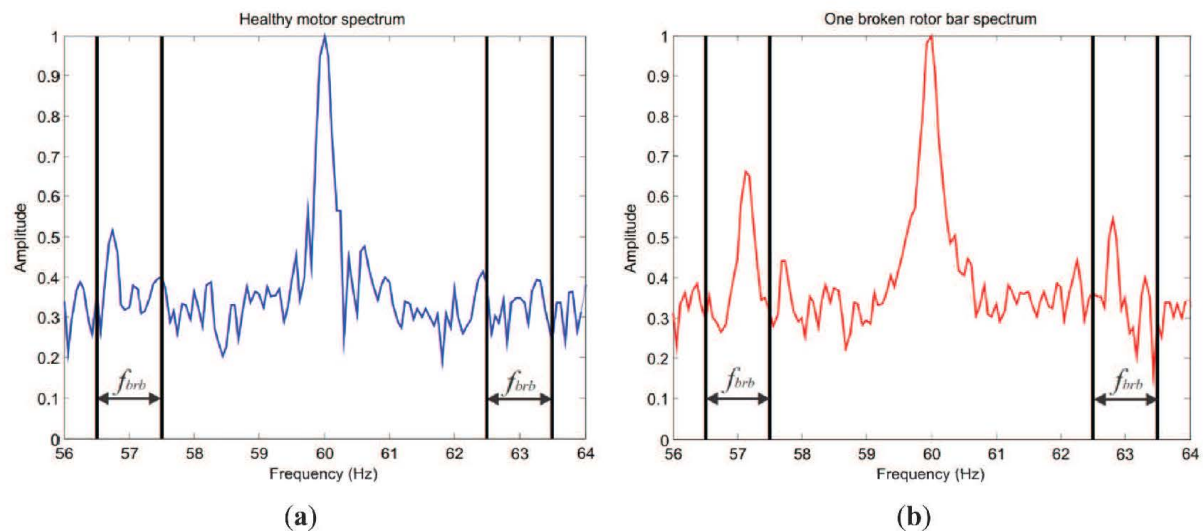 Healthy motor spectrum
1
0.9
0.8
0.7
0.6
0.5
0.4
0.3
0.2
0.1
0
Amplitude
f_brb
f_brb
56 57 58 59 60 61 62 63 64
Frequency (Hz)
(a)
One broken rotor bar spectrum
1
0.9
0.8
0.7
0.6
0.5
0.4
0.3
0.2
0.1
0
Amplitude
f_brb
f_brb
56 57 58 59 60 61 62 63 64
Frequency (Hz)
(b)